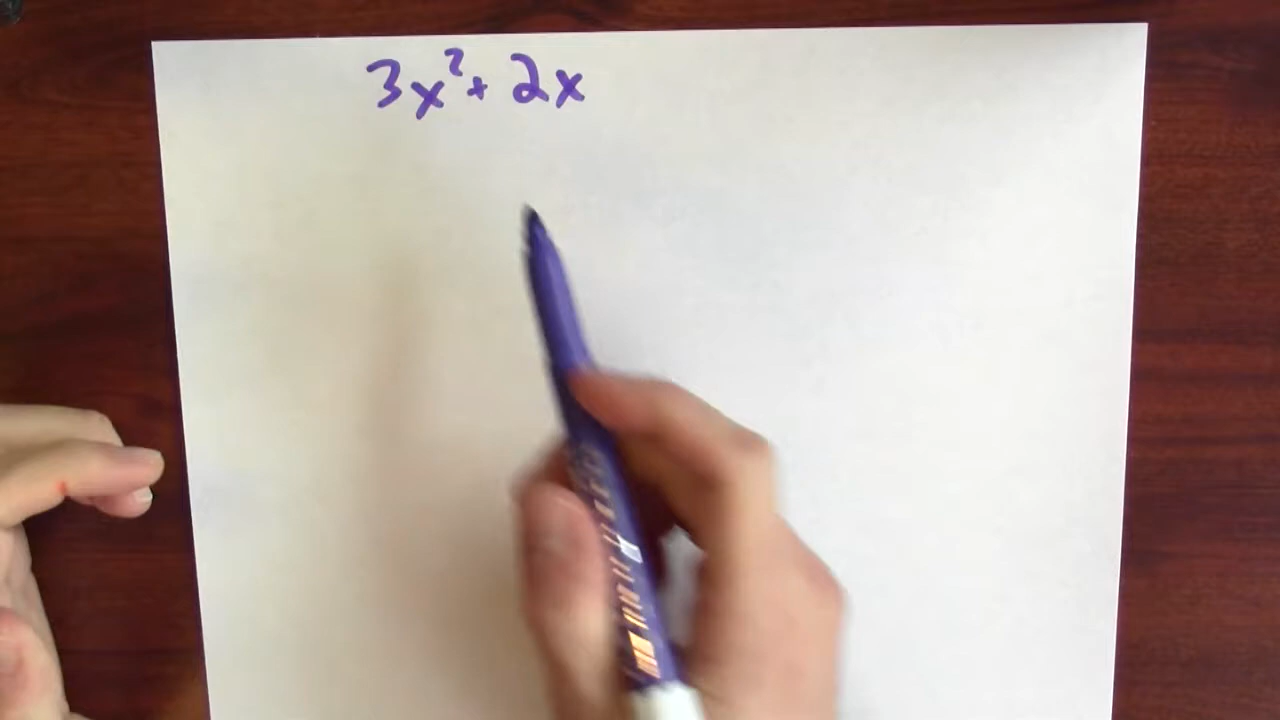 3x² + 2x